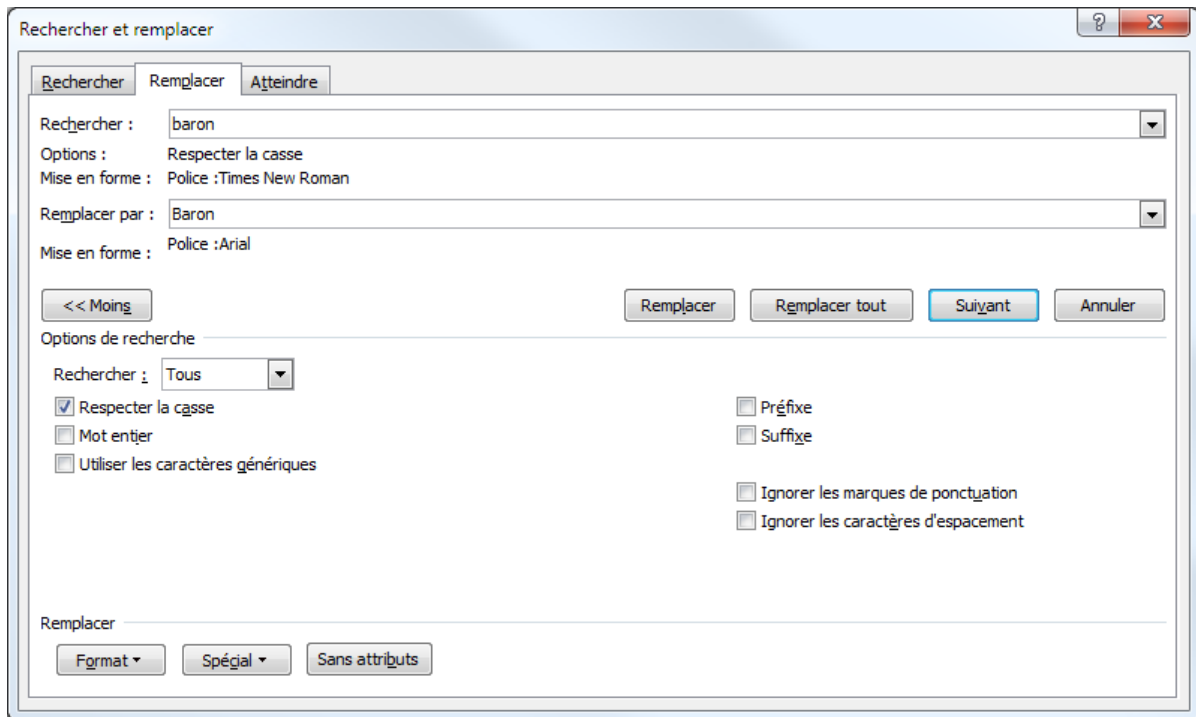 Rechercher et remplacer
Rechercher Remplacer Atteindre
Rechercher : baron
Options : Respecter la casse
Mise en forme : Police :Times New Roman
Remplacer par : Baron
Mise en forme : Police :Arial
<< Moins Remplacer Remplacer tout Suivant Annuler
Options de recherche
Rechercher : Tous
Respecter la casse Préfixe
Mot entier Suffixe
Utiliser les caractères génériques
Ignorer les marques de ponctuation
Ignorer les caractères d'espacement
Remplacer
Format Spécial Sans attributs